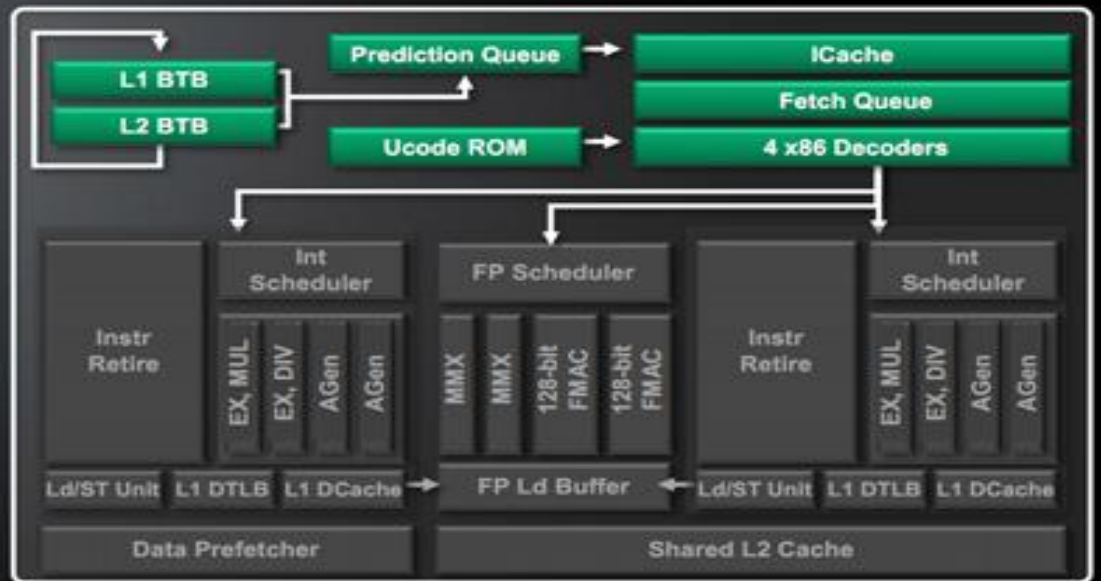 L1 BTB
L2 BTB
Prediction Queue
Ucode ROM
ICache
Fetch Queue
4 x86 Decoders
Instr
Retire
Int
Scheduler
EX, MUL
EX, DIV
AGen
AGen
Ld/ST Unit
L1 DTLB
L1 DCache
FP Scheduler
MMX
MMX
128-bit
FMAC
128-bit
FMAC
FP Ld Buffer
Instr
Retire
Int
Scheduler
EX, MUL
EX, DIV
AGen
AGen
Ld/ST Unit
L1 DTLB
L1 DCache
Data Prefetcher
Shared L2 Cache